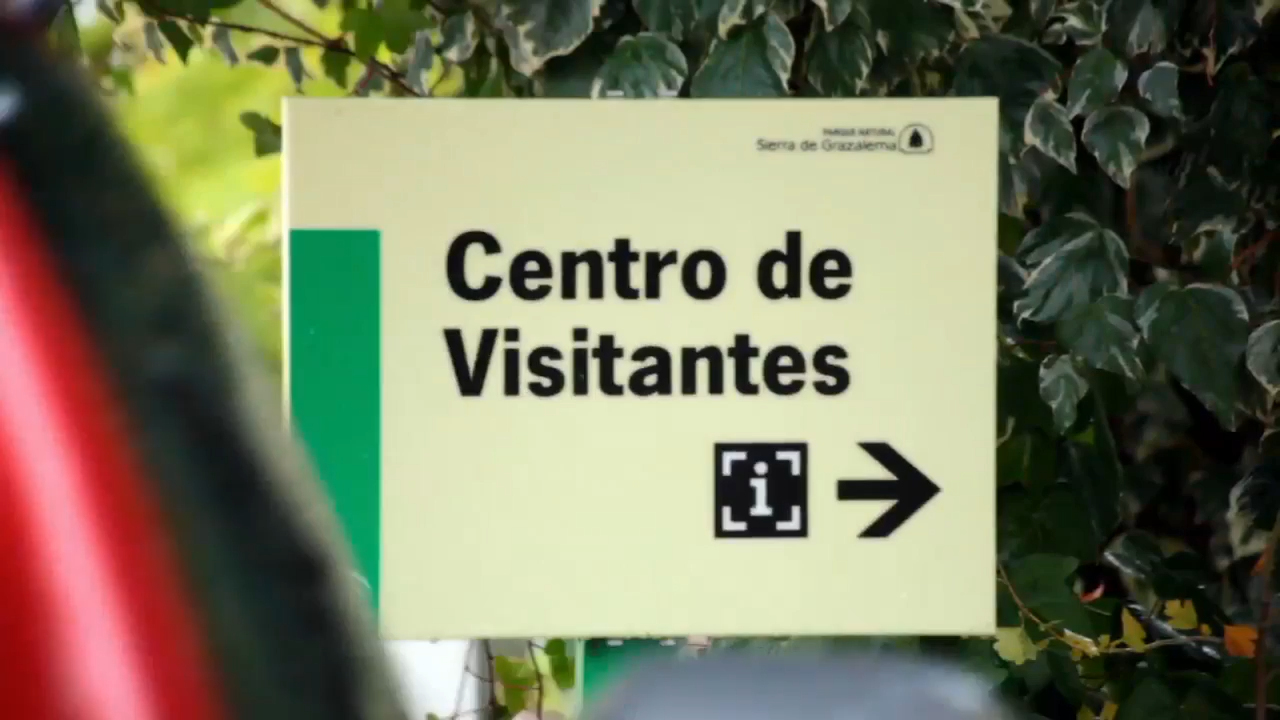 PARQUE NATURAL
Sierra de Grazalema
Centro de
Visitantes
i